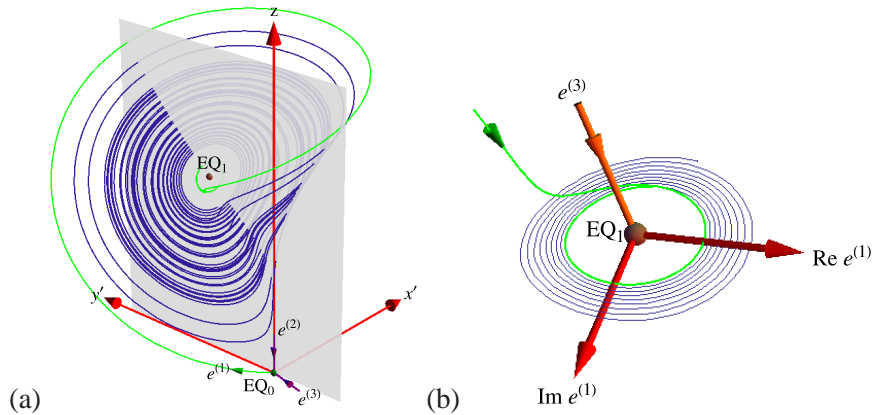 z
EQ₁
y′
x′
e⁽²⁾
e⁽¹⁾
EQ₀
e⁽³⁾
(a)
e⁽³⁾
EQ₁
Re e⁽¹⁾
Im e⁽¹⁾
(b)